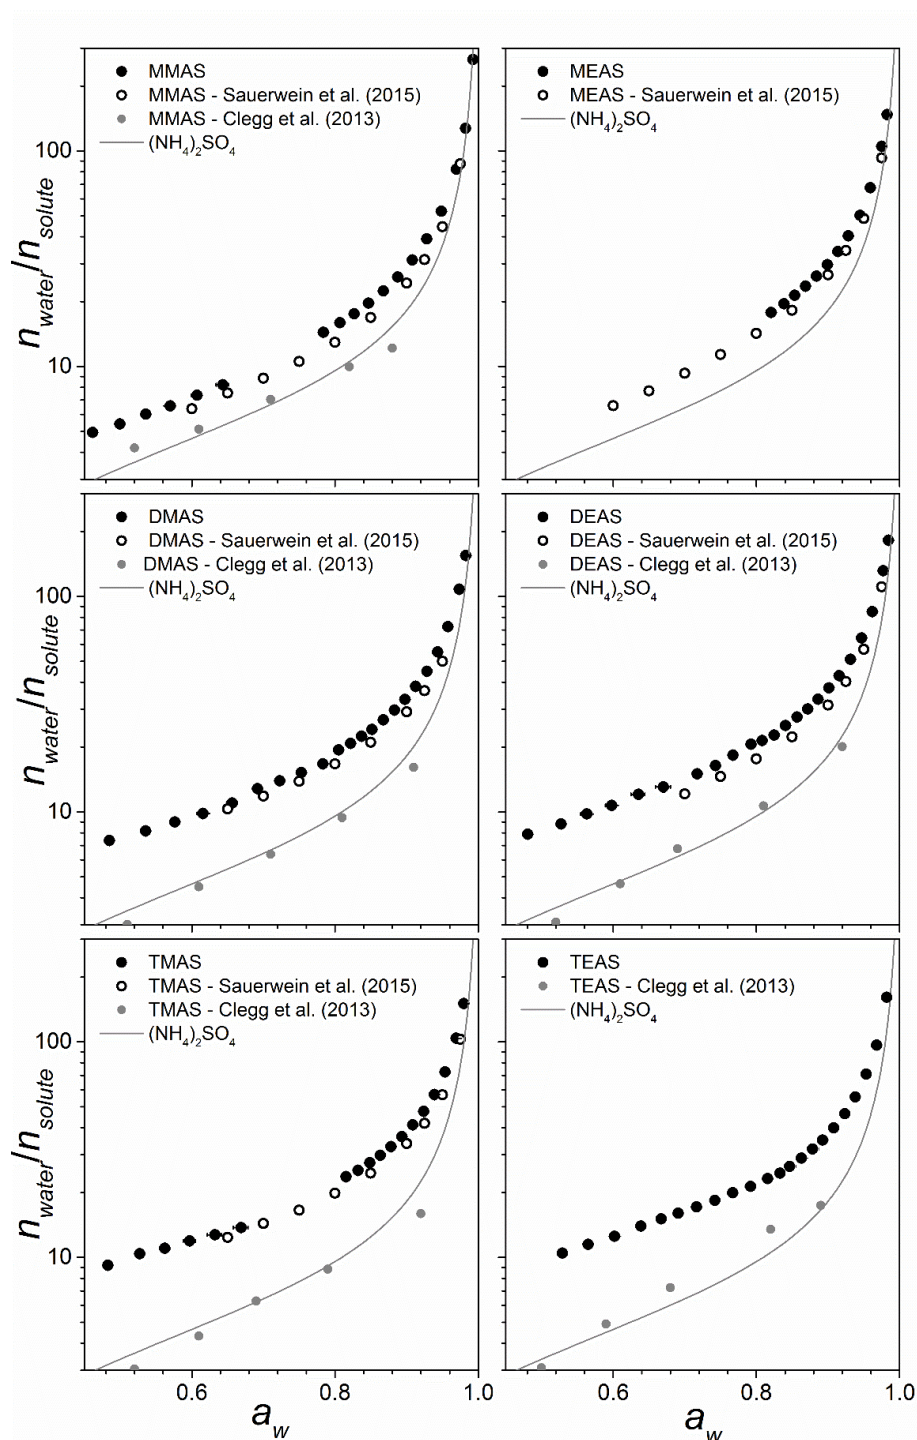 MMAS
MMAS - Sauerwein et al. (2015)
MMAS - Clegg et al. (2013)
(NH4)2SO4
100
10
nwater/nsolute
MEAS
MEAS - Sauerwein et al. (2015)
(NH4)2SO4
DMAS
DMAS - Sauerwein et al. (2015)
DMAS - Clegg et al. (2013)
(NH4)2SO4
100
10
nwater/nsolute
DEAS
DEAS - Sauerwein et al. (2015)
DEAS - Clegg et al. (2013)
(NH4)2SO4
TMAS
TMAS - Sauerwein et al. (2015)
TMAS - Clegg et al. (2013)
(NH4)2SO4
100
10
nwater/nsolute
0.6 0.8 1.0
aw
TEAS
TEAS - Clegg et al. (2013)
(NH4)2SO4
0.6 0.8 1.0
aw